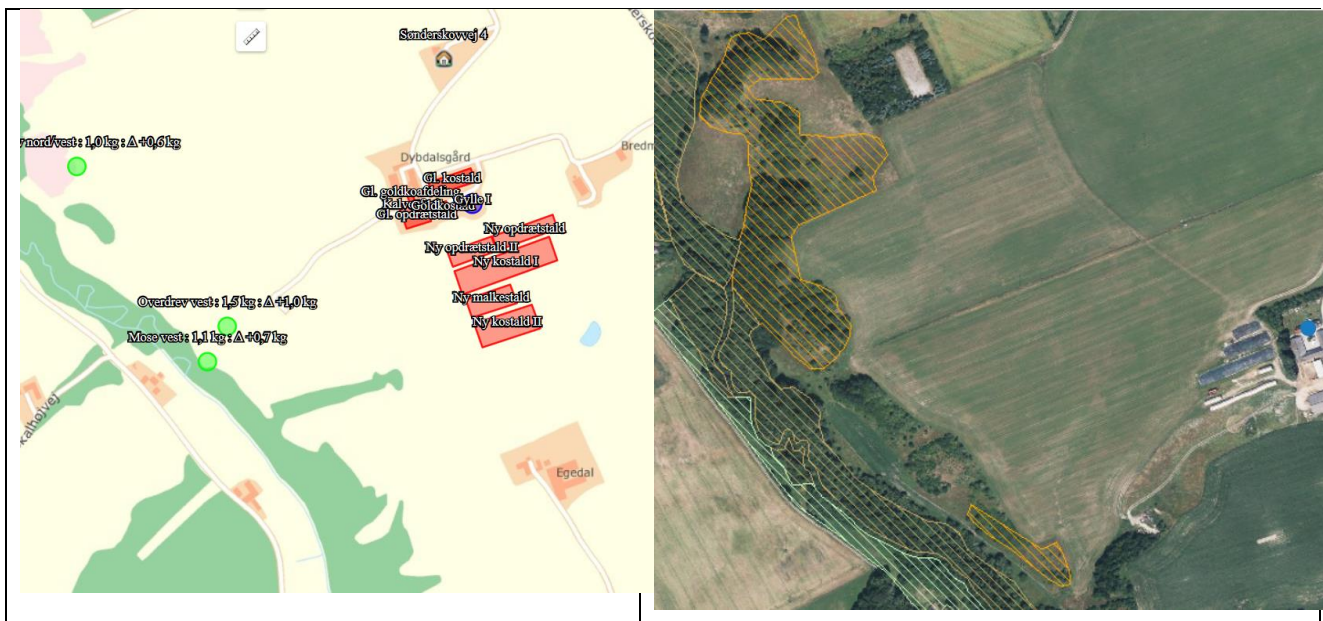 Sønderskovvej 4
nord/vest : 1,0 kg : Δ +0,6 kg
Dybdalsgård
Bredm
Gl. kostald
Gl. goldkoafdeling
Gylle I
Goldkostald
Gl. opdrætstald
Ny opdrætstald
Ny opdrætstald II
Ny kostald I
Overdrev vest : 1,5 kg : Δ +1,0 kg
Ny malkestald
Ny kostald II
Mose vest : 1,1 kg : Δ +0,7 kg
kalhøjvej
Egedal